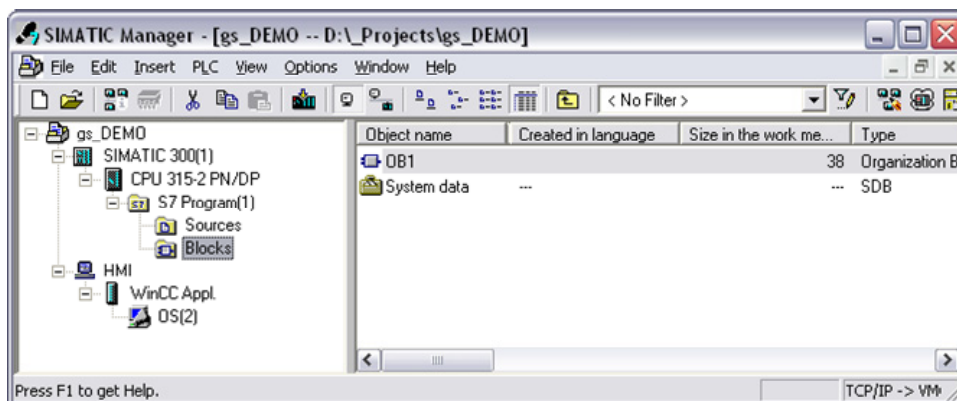 SIMATIC Manager - [gs_DEMO -- D:\_Projects\gs_DEMO]
File Edit Insert PLC View Options Window Help
< No Filter >
gs_DEMO
SIMATIC 300(1)
CPU 315-2 PN/DP
S7 Program(1)
Sources
Blocks
HMI
WinCC Appl.
OS(2)
Object name Created in language Size in the work me... Type
OB1 38 Organization B
System data --- --- SDB
Press F1 to get Help.
TCP/IP -> VM